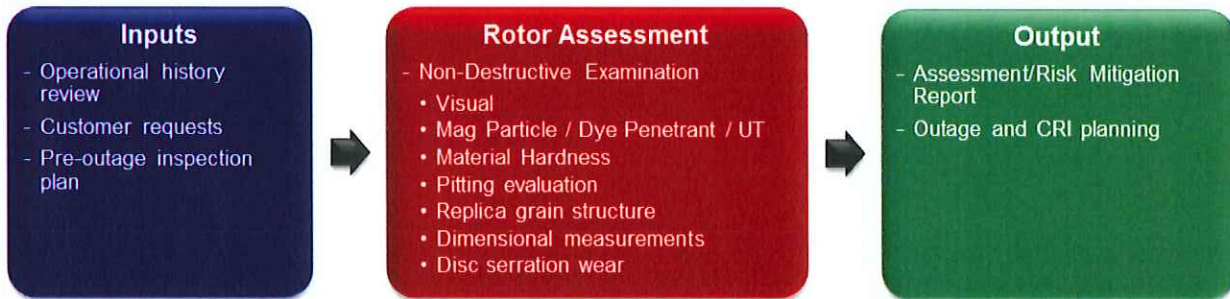 Inputs
- Operational history
review
- Customer requests
- Pre-outage inspection
plan
Rotor Assessment
- Non-Destructive Examination
• Visual
• Mag Particle / Dye Penetrant / UT
• Material Hardness
• Pitting evaluation
• Replica grain structure
• Dimensional measurements
• Disc serration wear
Output
- Assessment/Risk Mitigation
Report
- Outage and CRI planning